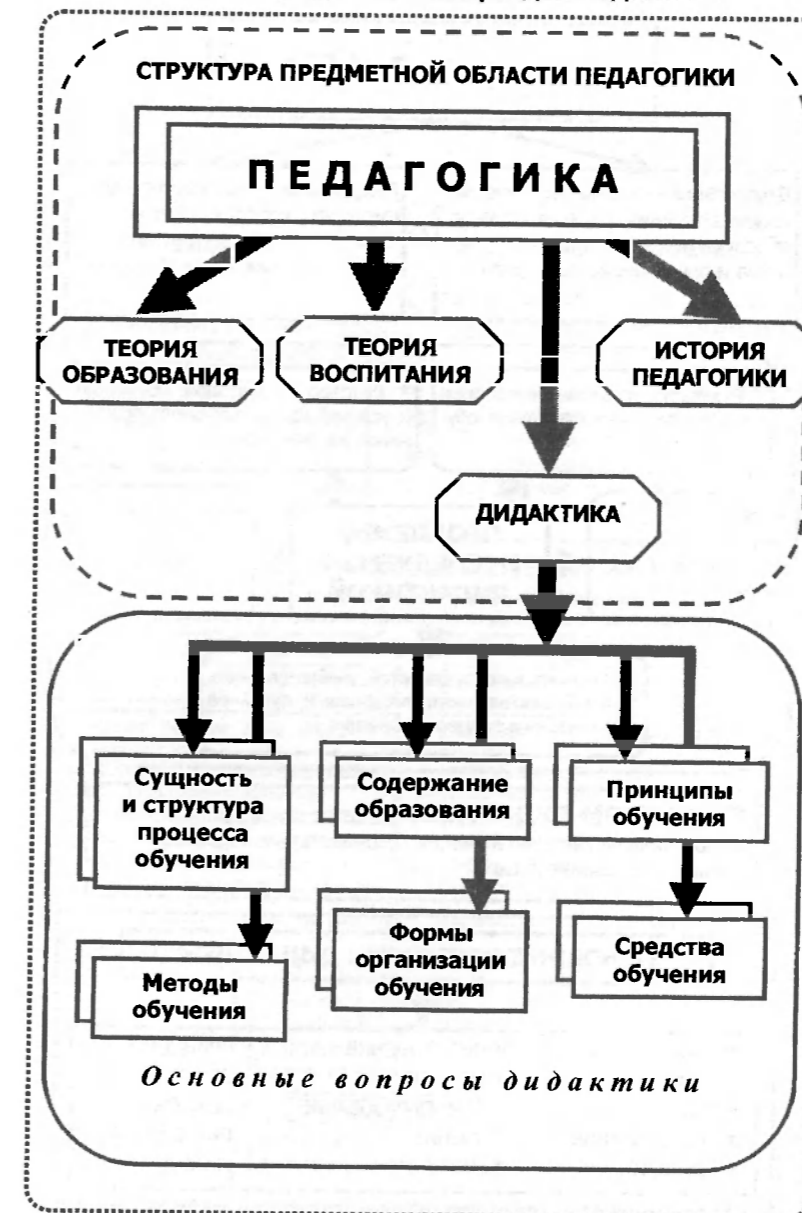 СТРУКТУРА ПРЕДМЕТНОЙ ОБЛАСТИ ПЕДАГОГИКИ
ПЕДАГОГИКА
ТЕОРИЯ
ОБРАЗОВАНИЯ
ТЕОРИЯ
ВОСПИТАНИЯ
ИСТОРИЯ
ПЕДАГОГИКИ
ДИДАКТИКА
Сущность
и структура
процесса
обучения
Содержание
образования
Принципы
обучения
Методы
обучения
Формы
организации
обучения
Средства
обучения
Основные вопросы дидактики